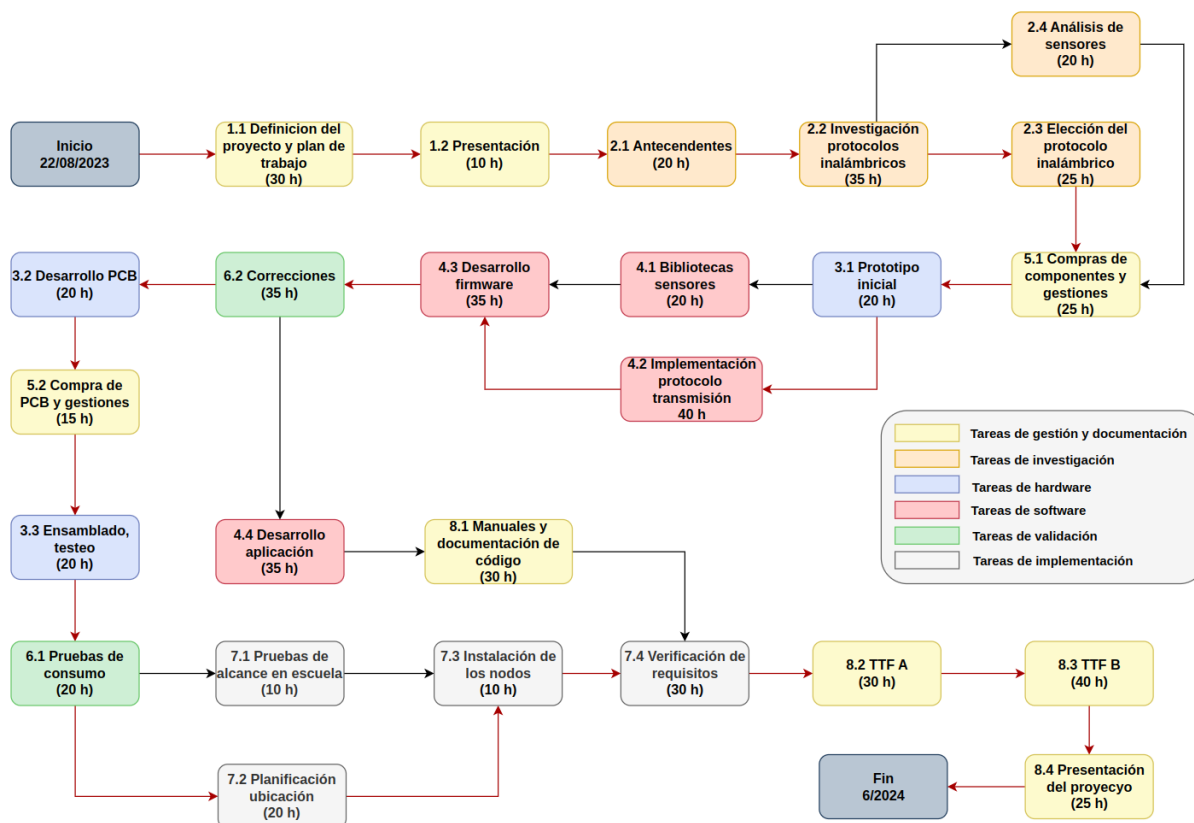 2.4 Análisis de
sensores
(20 h)
Inicio
22/08/2023
1.1 Definicion del
proyecto y plan de
trabajo
(30 h)
1.2 Presentación
(10 h)
2.1 Antecendentes
(20 h)
2.2 Investigação
protocolos
inalámbricos
(35 h)
2.3 Elección del
protocolo
inalámbrico
(25 h)
3.2 Desarrollo PCB
(20 h)
6.2 Correcciones
(35 h)
4.3 Desarrollo
firmware
(35 h)
4.1 Bibliotecas
sensores
(20 h)
3.1 Prototipo
inicial
(20 h)
5.1 Compras de
componentes y
gestiones
(25 h)
5.2 Compra de
PCB y gestiones
(15 h)
4.2 Implementación
protocolo
transmisión
40 h
Tareas de gestión y documentación
Tareas de investigación
Tareas de hardware
Tareas de software
Tareas de validación
Tareas de implementación
3.3 Ensamblado,
testeo
(20 h)
4.4 Desarrollo
aplicación
(35 h)
8.1 Manuales y
documentación de
código
(30 h)
6.1 Pruebas de
consumo
(20 h)
7.1 Pruebas de
alcance en escuela
(10 h)
7.3 Instalación de
los nodos
(10 h)
7.4 Verificación de
requisitos
(30 h)
8.2 TTF A
(30 h)
8.3 TTF B
(40 h)
7.2 Planificación
ubicación
(20 h)
Fin
6/2024
8.4 Presentación
del proyecyo
(25 h)